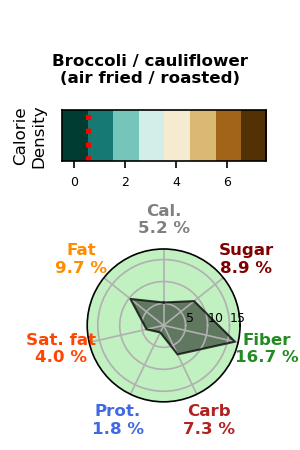 Broccoli / cauliflower
(air fried / roasted)
Calorie
Density
0 2 4 6
Cal.
5.2 %
Fat
9.7 %
Sugar
8.9 %
5 10 15
Sat. fat
4.0 %
Fiber
16.7 %
Prot.
1.8 %
Carb
7.3 %